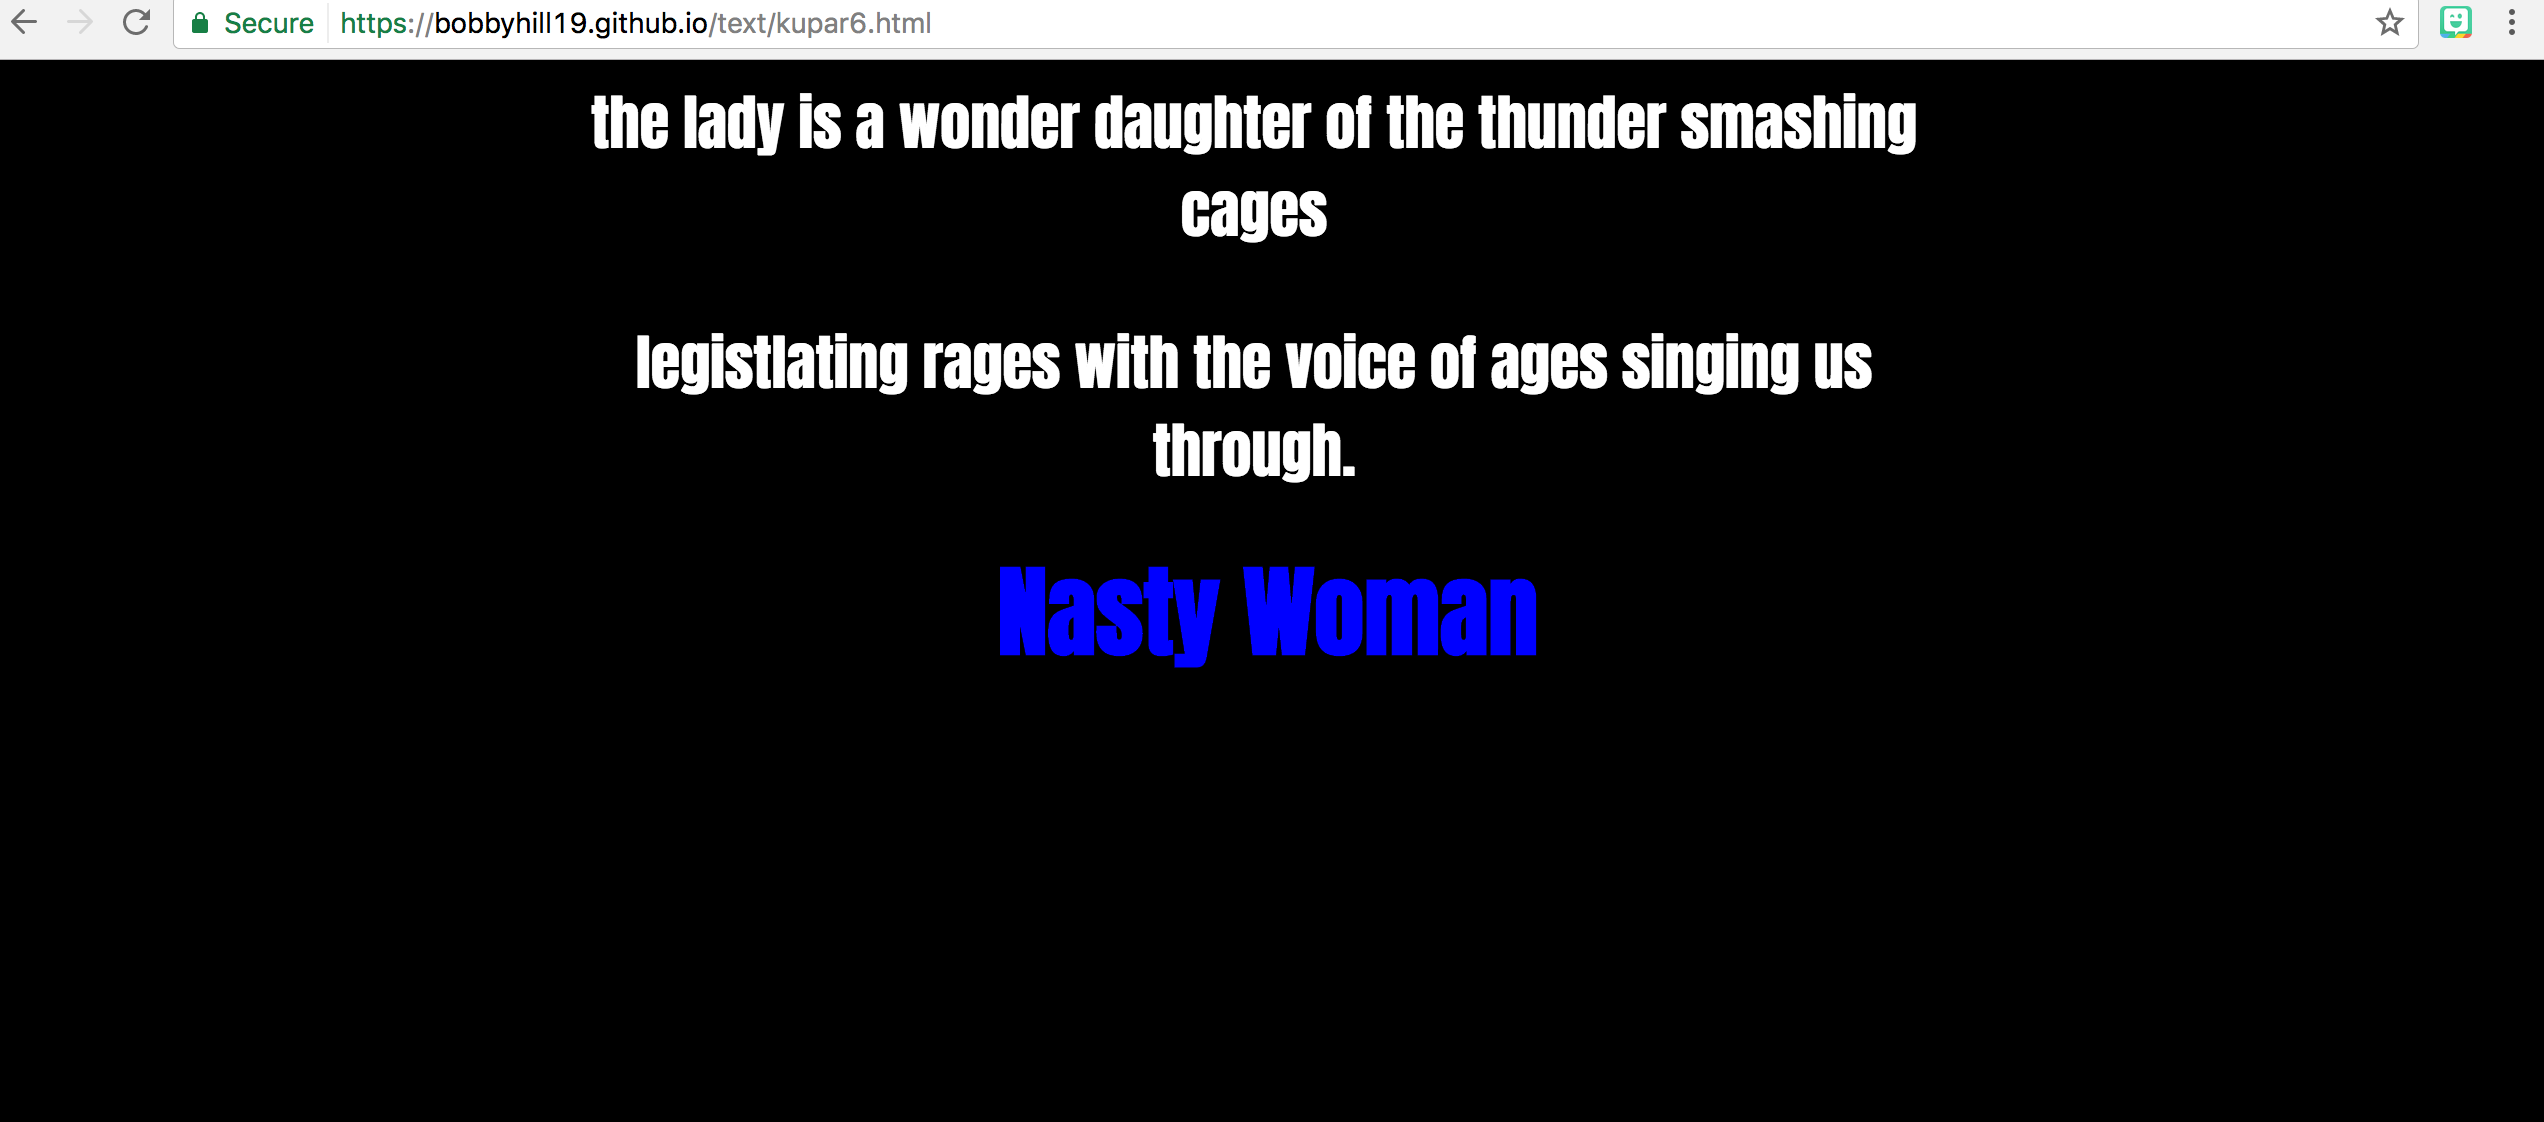 Secure https://bobbyhill19.github.io/text/kupar6.html
the lady is a wonder daughter of the thunder smashing
cages
legistlating rages with the voice of ages singing us
through.
Nasty Woman